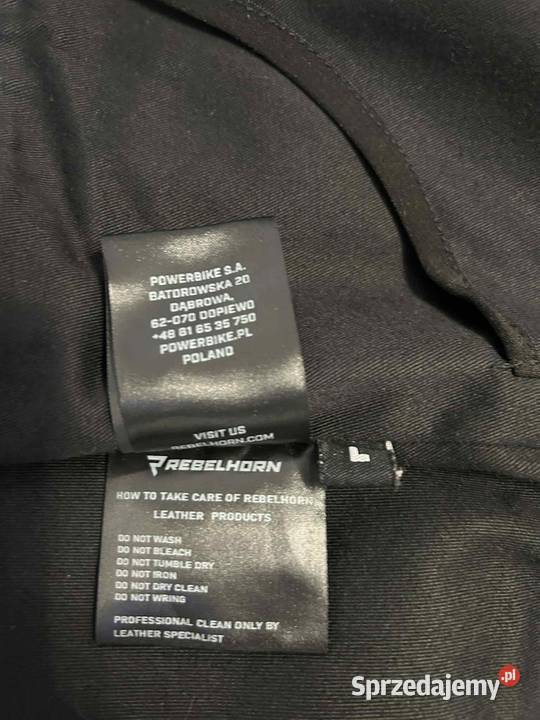 POWERBIKE S.A.
BATOROWSKA 20
DĄBROWA,
62-070 DOPIEWO
+48 61 65 35 750
POWERBIKE.PL
POLAND
VISIT US
REBELHORN.COM
REBELHORN
L
HOW TO TAKE CARE OF REBELHORN
LEATHER PRODUCTS
DO NOT WASH
DO NOT BLEACH
DO NOT TUMBLE DRY
DO NOT IRON
DO NOT DRY CLEAN
DO NOT WRING
PROFESSIONAL CLEAN ONLY BY
LEATHER SPECIALIST
Sprzedajemy.pl